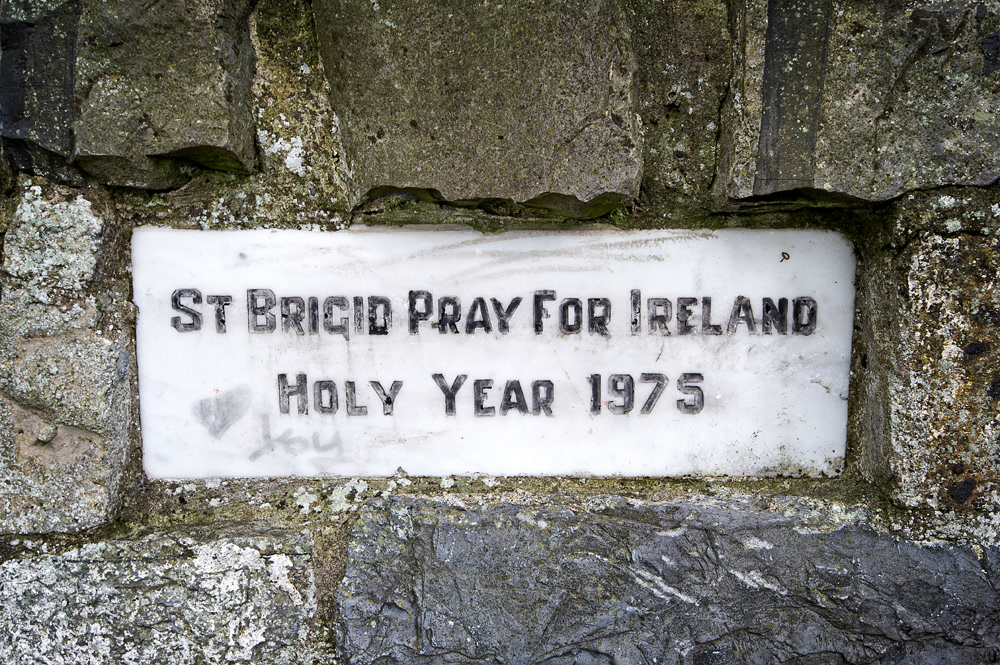 St Brigid Pray For Ireland
Holy Year 1975